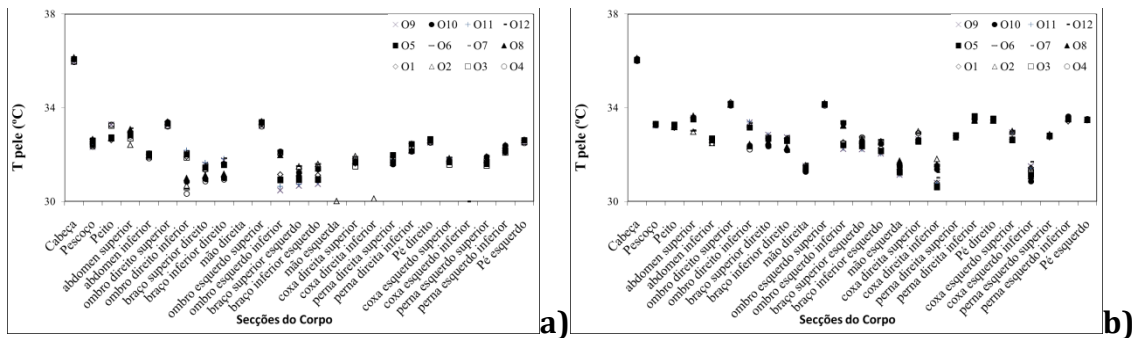 38
34
30
T pele (ºC)
O9 O10 O11 O12
O5 O6 O7 O8
O1 O2 O3 O4
Cabeça
Pescoço
Peito
abdomen superior
abdomen inferior
ombro direito superior
ombro direito inferior
braço superior direito
braço inferior direito
mão direita
ombro esquerdo superior
ombro esquerdo inferior
braço superior esquerdo
braço inferior esquerdo
mão esquerda
coxa direita superior
coxa direita inferior
perna direita superior
perna direita inferior
Pé direito
coxa esquerdo superior
coxa esquerdo inferior
perna esquerdo superior
perna esquerdo inferior
Pé esquerdo
Secções do Corpo
a)
38
34
30
T pele (ºC)
O9 O10 O11 O12
O5 O6 O7 O8
O1 O2 O3 O4
Cabeça
Pescoço
Peito
abdomen superior
abdomen inferior
ombro direito superior
ombro direito inferior
braço superior direito
braço inferior direito
mão direita
ombro esquerdo superior
ombro esquerdo inferior
braço superior esquerdo
braço inferior esquerdo
mão esquerda
coxa direita superior
coxa direita inferior
perna direita superior
perna direita inferior
Pé direito
coxa esquerdo superior
coxa esquerdo inferior
perna esquerdo superior
perna esquerdo inferior
Pé esquerdo
Secções do Corpo
b)